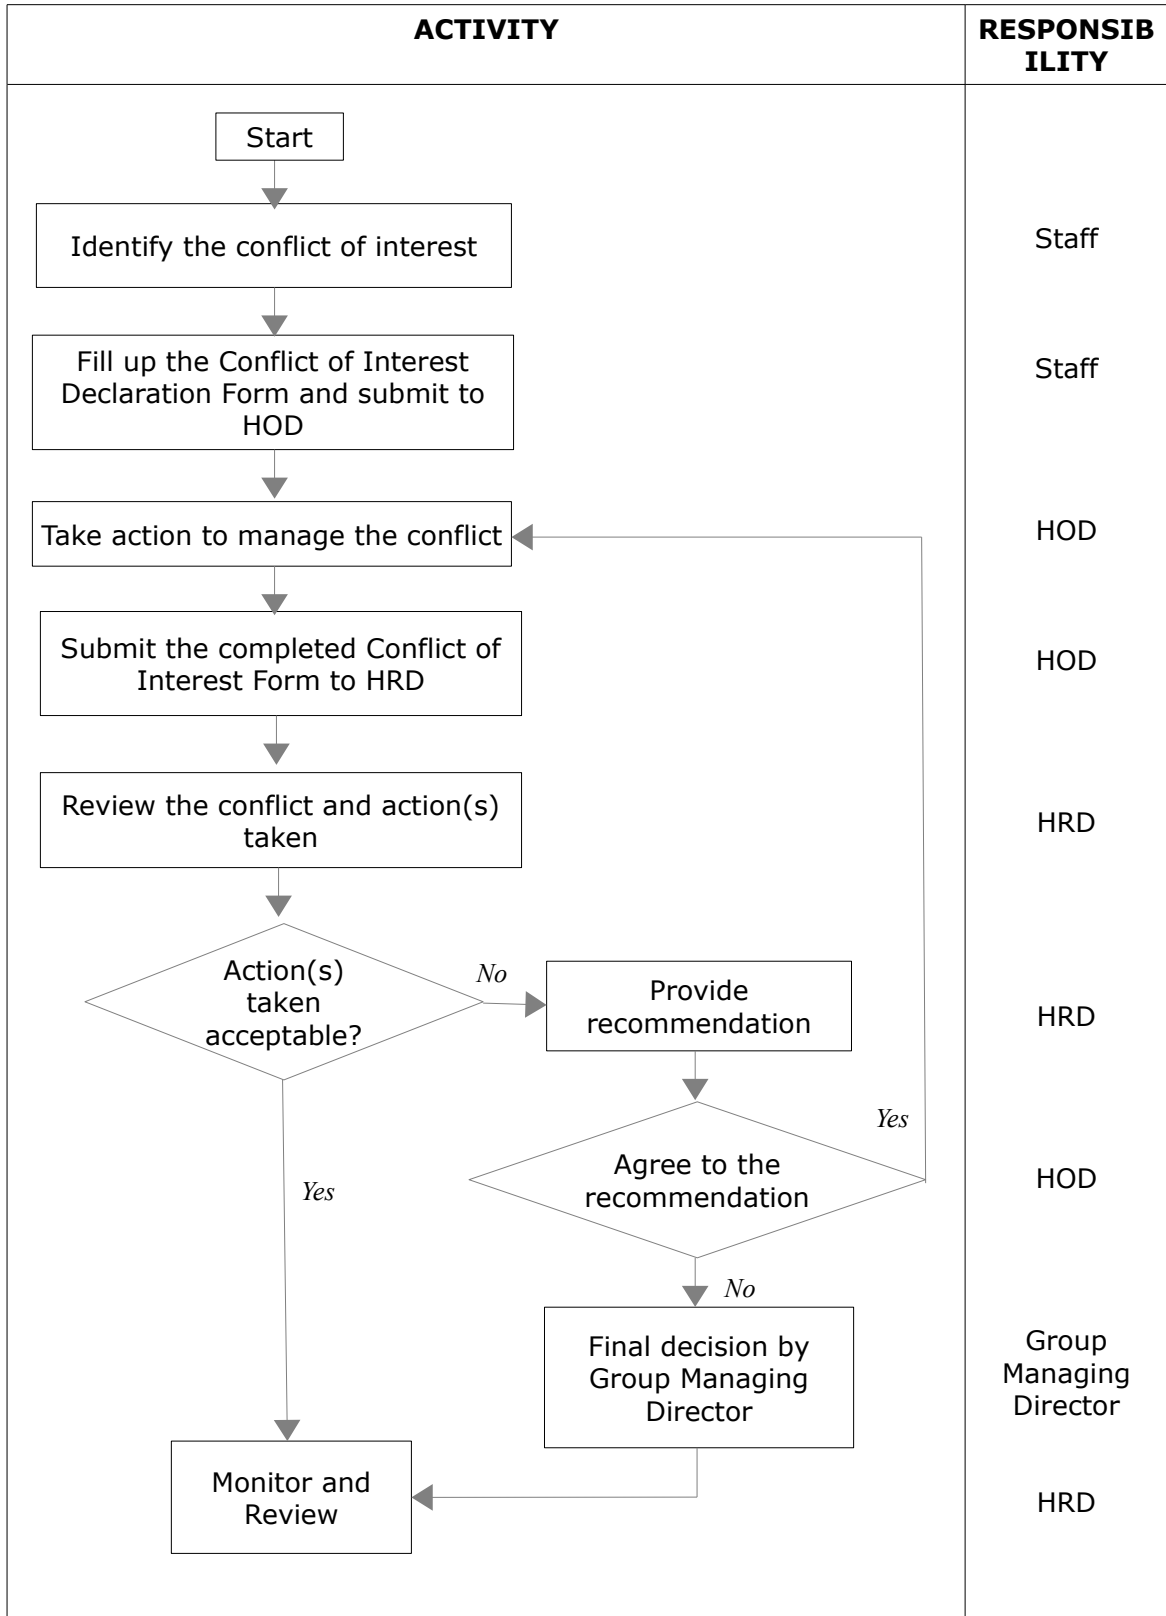 ACTIVITY
RESPONSIB
ILITY
Start
Identify the conflict of interest
Staff
Fill up the Conflict of Interest
Declaration Form and submit to
HOD
Staff
Take action to manage the conflict
HOD
Submit the completed Conflict of
Interest Form to HRD
HOD
Review the conflict and action(s)
taken
HRD
Action(s)
taken
acceptable?
No
Provide
recommendation
HRD
Yes
Agree to the
recommendation
Yes
HOD
No
Final decision by
Group Managing
Director
Group
Managing
Director
Monitor and
Review
HRD